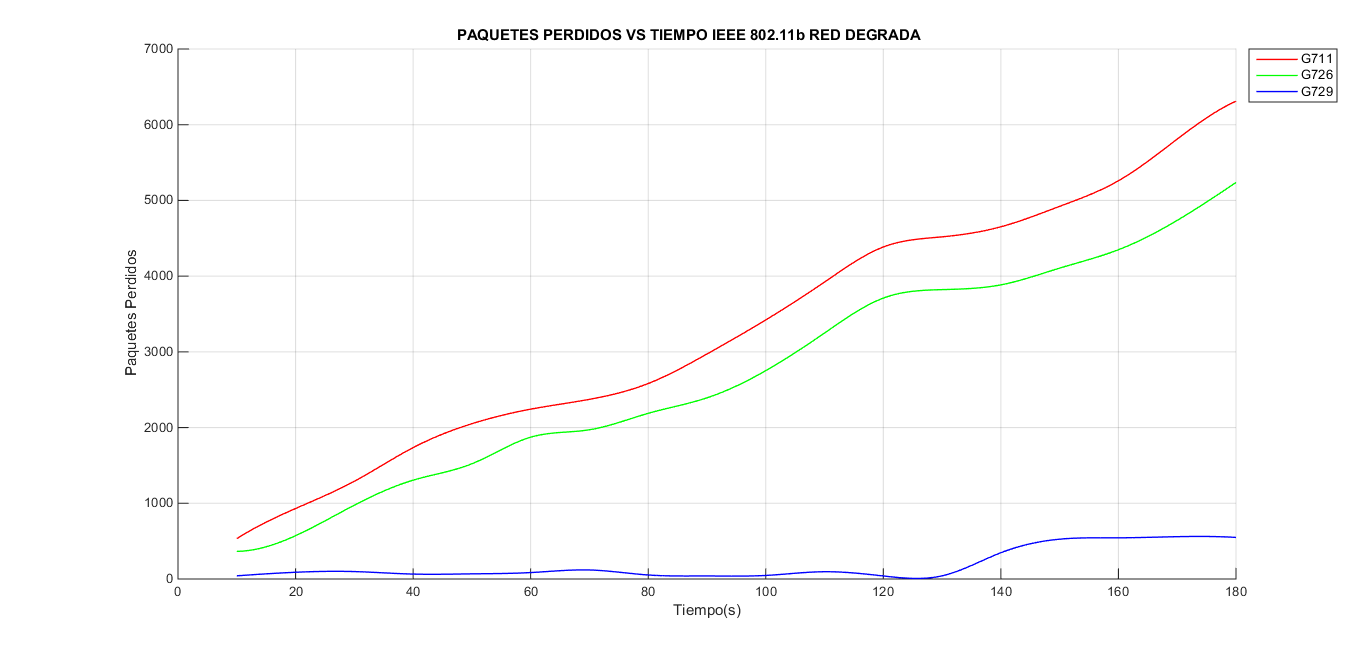 PAQUETES PERDIDOS VS TIEMPO IEEE 802.11b RED DEGRADA
G711
G726
G729
Paquetes Perdidos
7000
6000
5000
4000
3000
2000
1000
0
0 20 40 60 80 100 120 140 160 180
Tiempo(s)